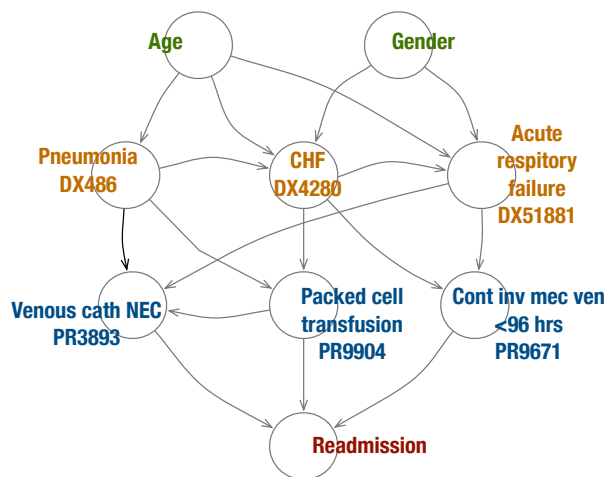 Age
Gender
Pneumonia
DX486
CHF
DX4280
Acute
respitory
failure
DX51881
Venous cath NEC
PR3893
Packed cell
transfusion
PR9904
Cont inv mec ven
<96 hrs
PR9671
Readmission